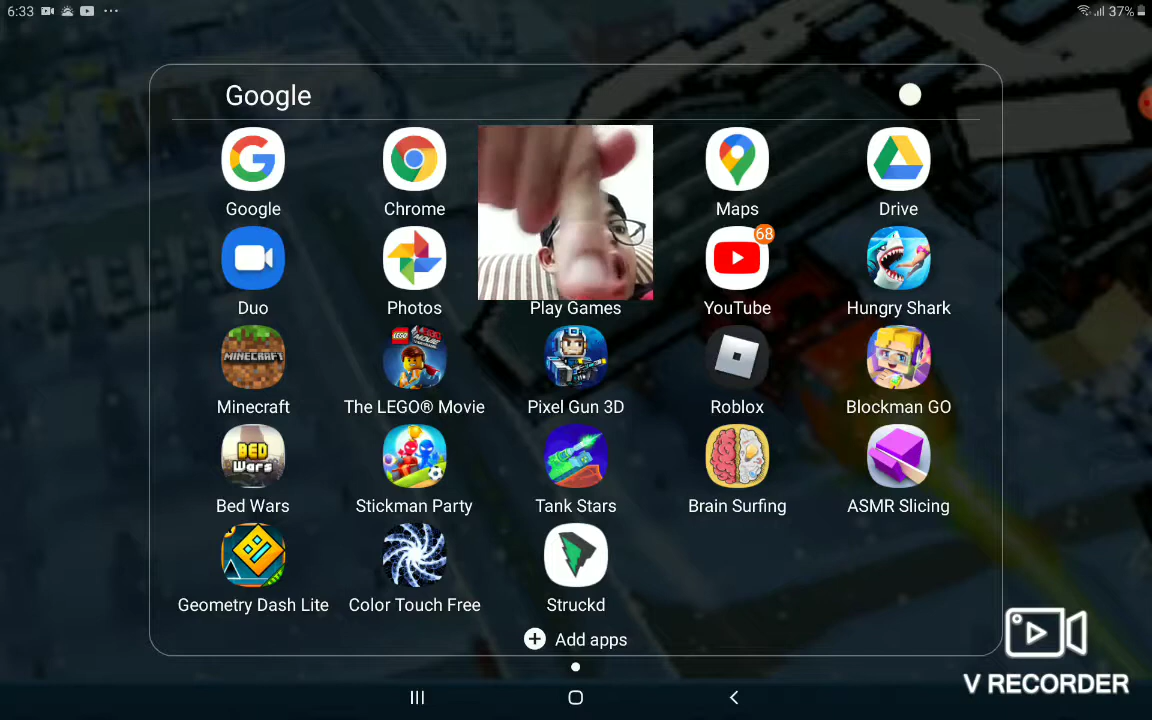 6:33
37%
Google
Google
Chrome
Maps
Drive
Duo
Photos
Play Games
68
YouTube
Hungry Shark
MINECRAFT
Minecraft
The LEGO® Movie
Pixel Gun 3D
Roblox
Blockman GO
BED
WARS
Bed Wars
Stickman Party
Tank Stars
Brain Surfing
ASMR Slicing
Geometry Dash Lite
Color Touch Free
Struckd
Add apps
V RECORDER